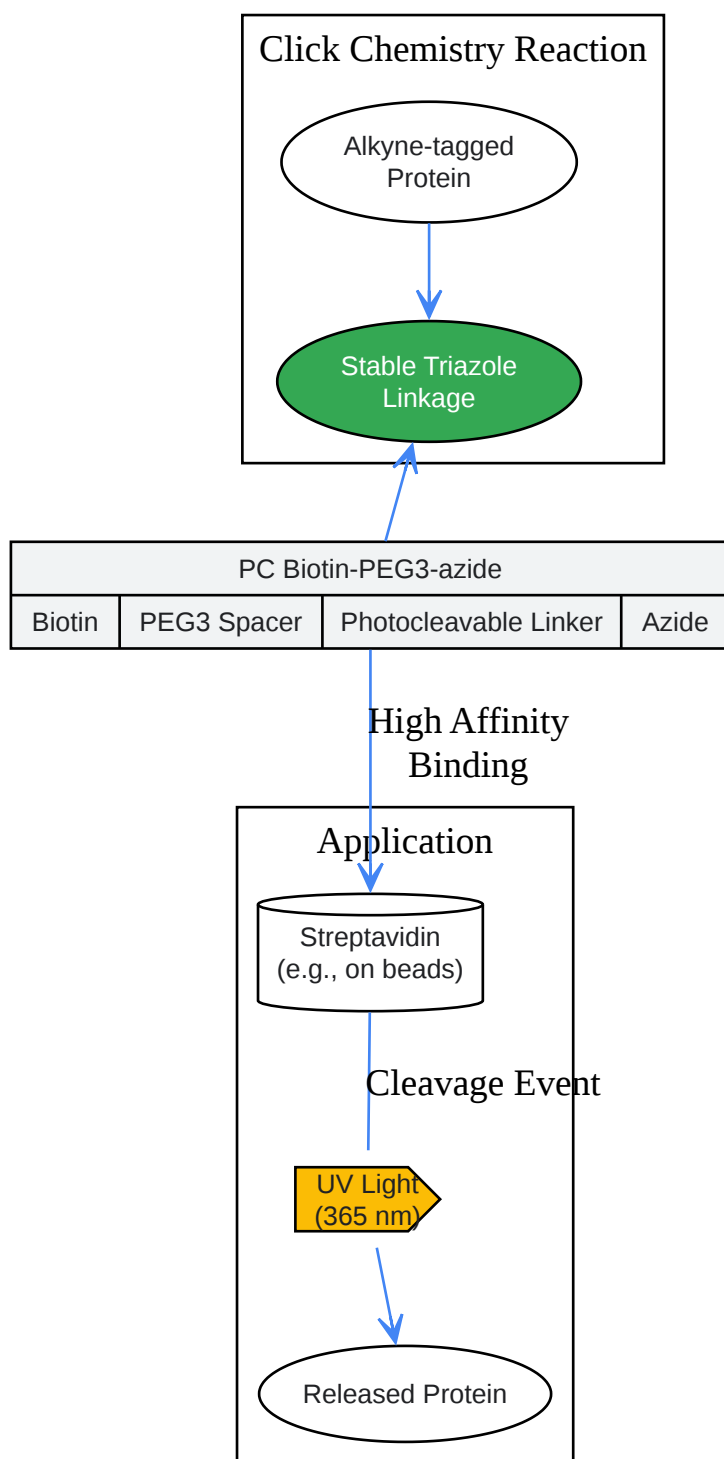 Click Chemistry Reaction
Alkyne-tagged
Protein
Stable Triazole
Linkage
PC Biotin-PEG3-azide
Biotin
PEG3 Spacer
Photocleavable Linker
Azide
High Affinity
Binding
Application
Streptavidin
(e.g., on beads)
Cleavage Event
UV Light
(365 nm)
Released Protein